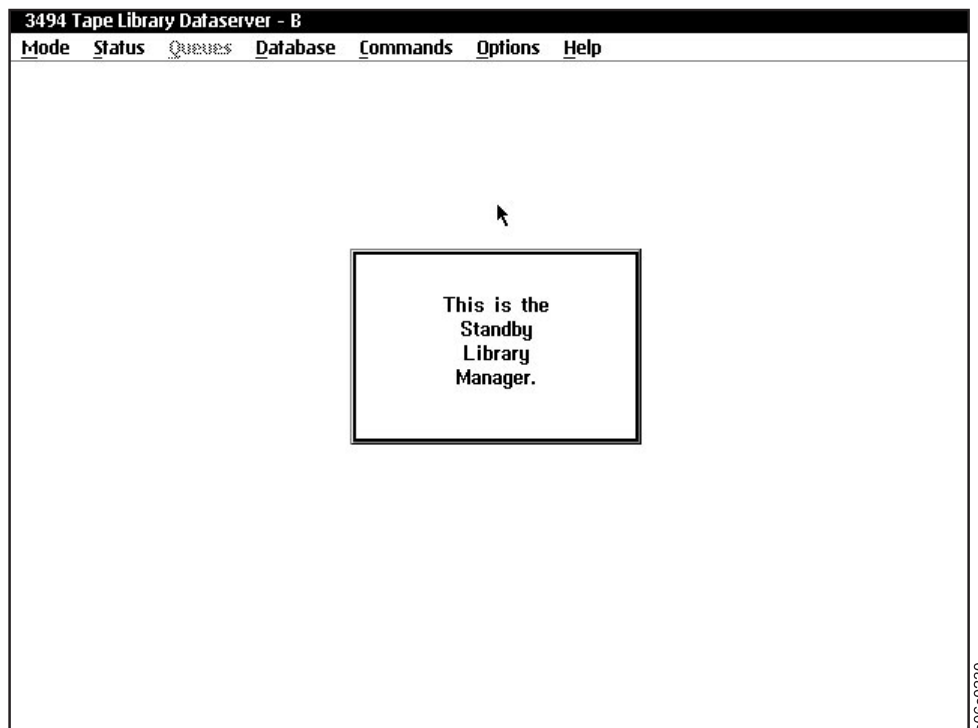 3494 Tape Library Dataserver - B
Mode Status Queues Database Commands Options Help
This is the
Standby
Library
Manager.